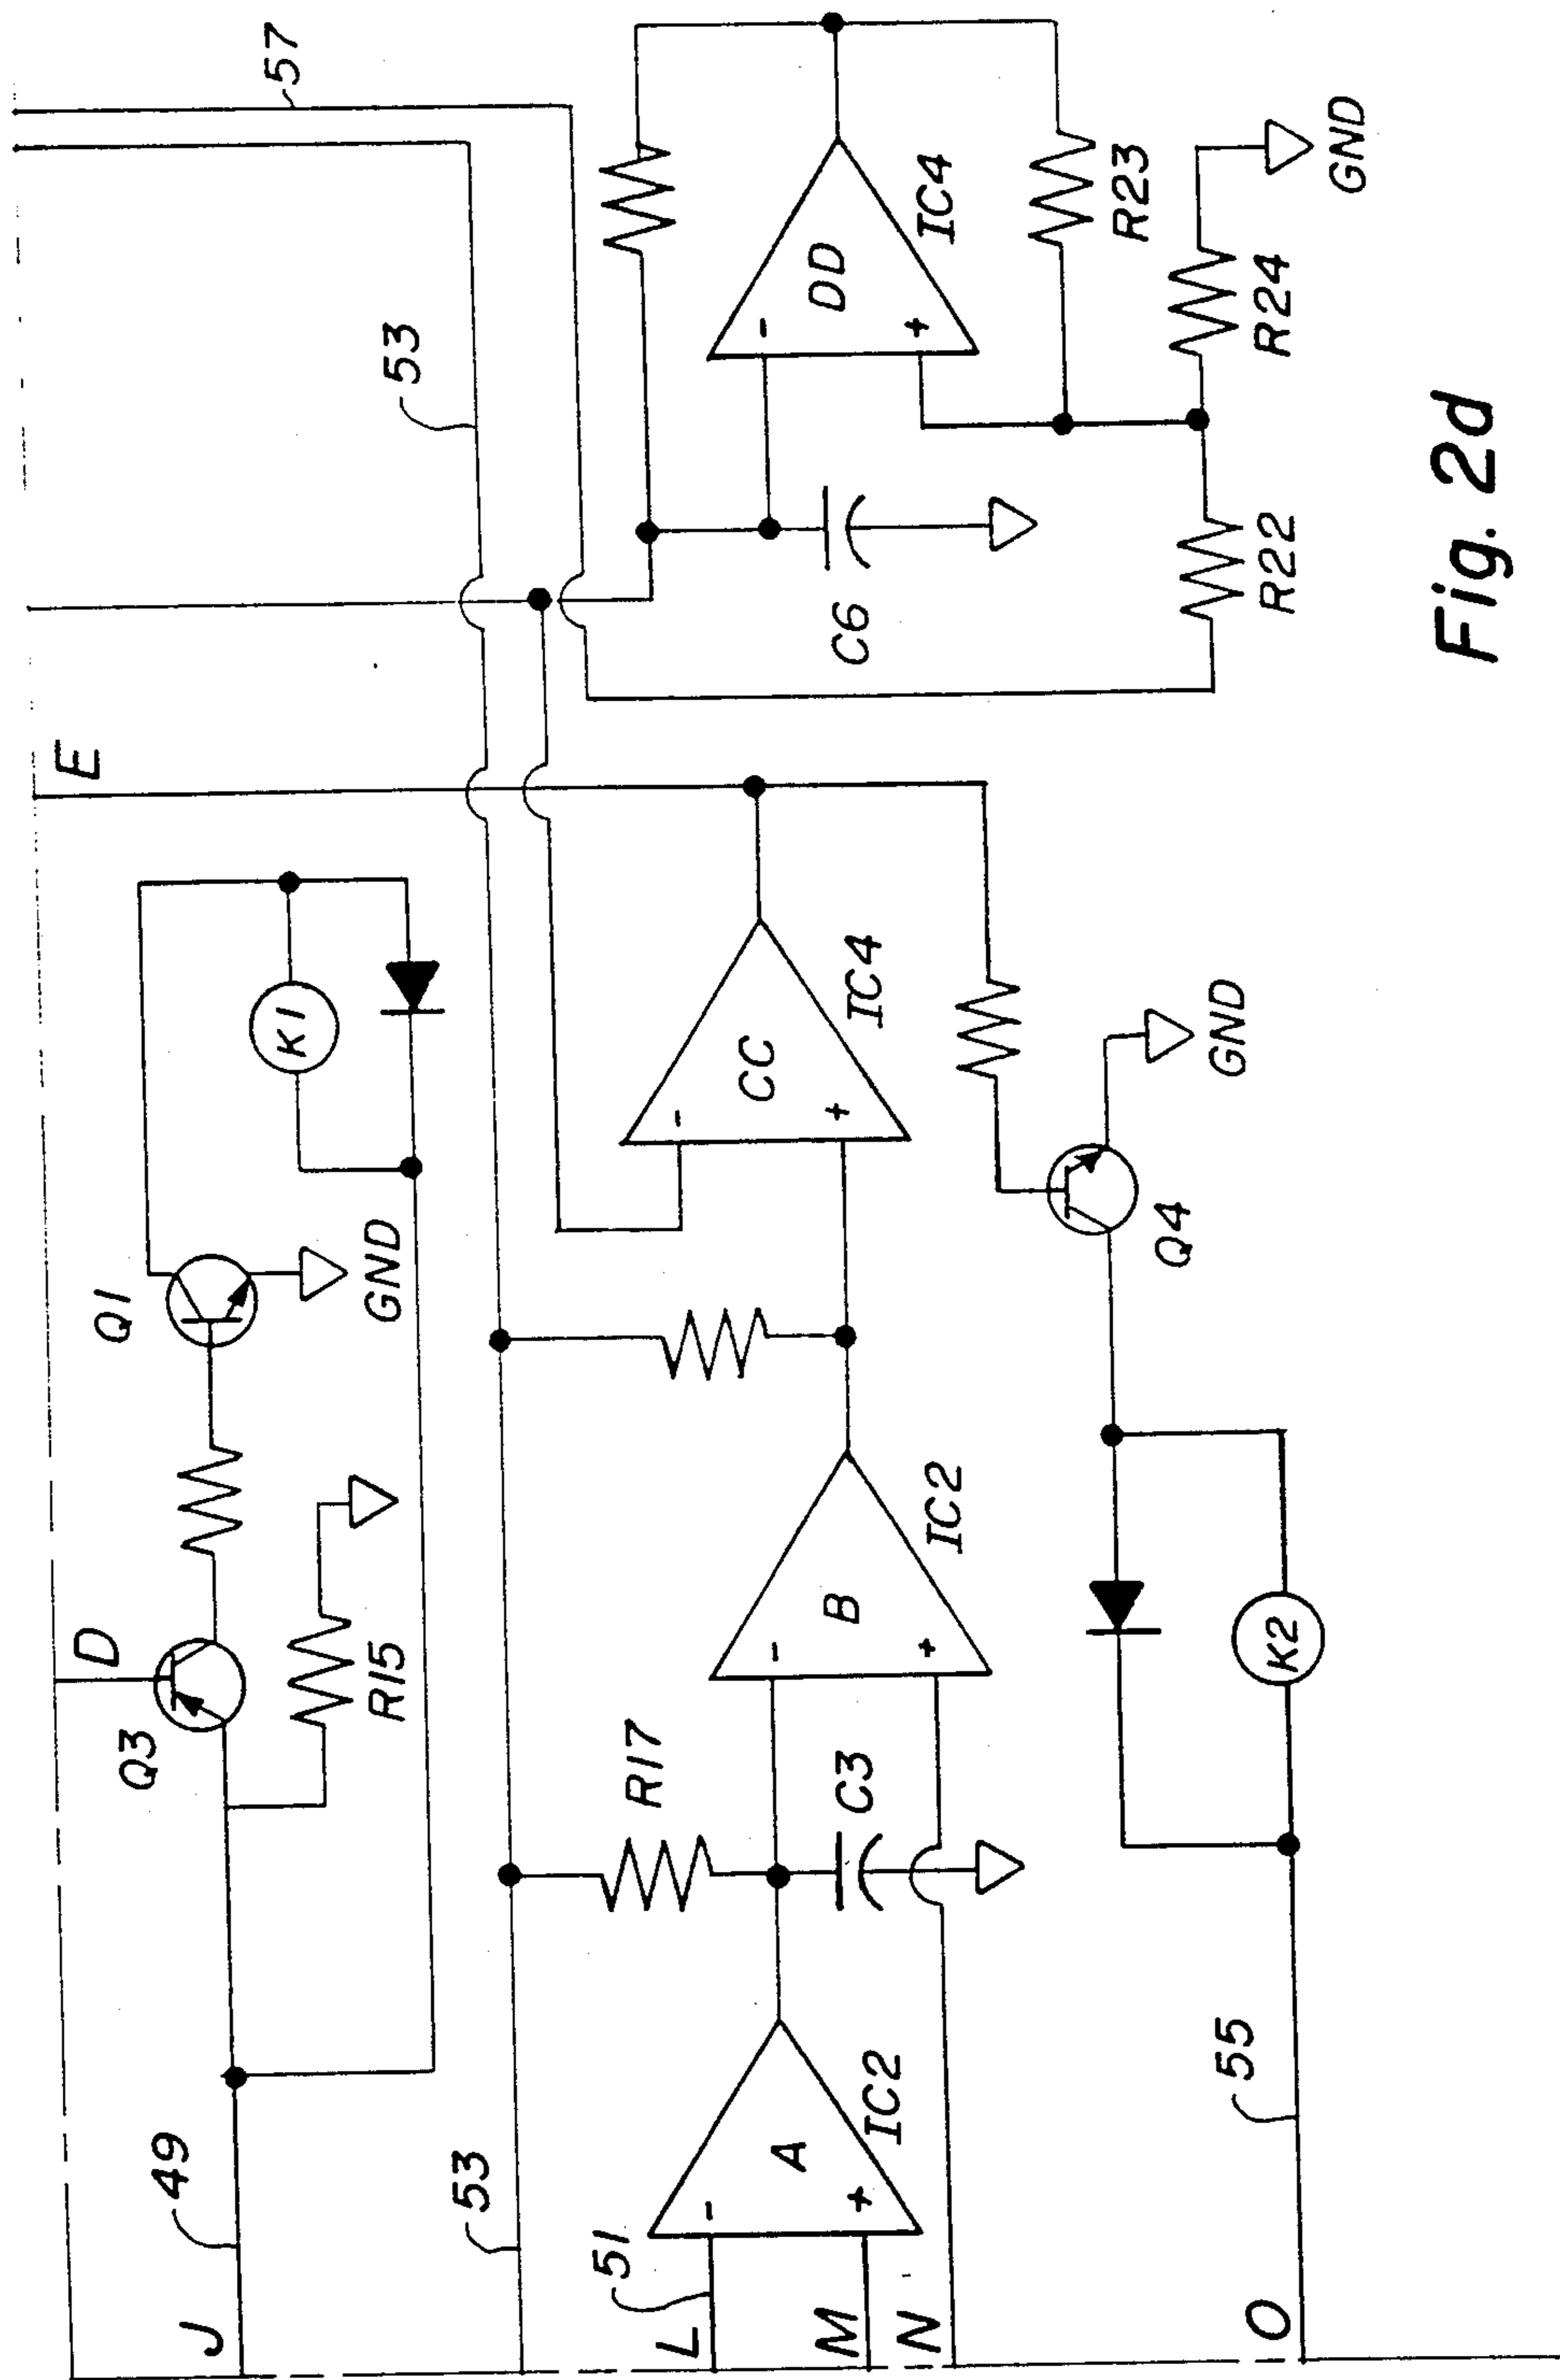 57
53
E
D
Q3
Q1
K1
GND
R15
J
49
53
DD
-
+
IC4
R23
R24
GND
C6
R22
CC
-
+
IC4
R17
B
-
+
IC2
C3
L
51
A
-
+
IC2
M
N
Q4
GND
K2
O
55
Fig. 2d